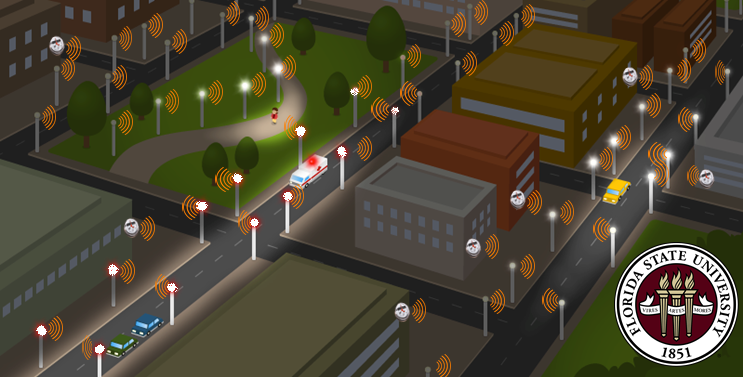 FLORIDA STATE UNIVERSITY
VIRES ARTES MORES
1851